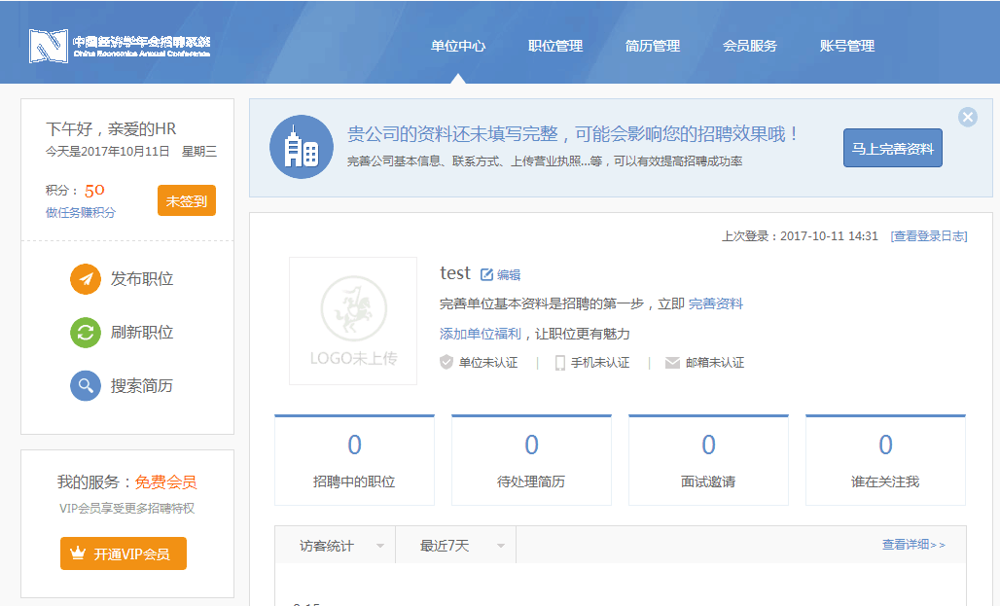 中国经济学年会招聘系统
China Economics Annual Conference
单位中心 职位管理 简历管理 会员服务 账号管理
下午好，亲爱的HR
今天是2017年10月11日 星期三
积分：50
做任务赚积分
未签到
发布职位
刷新职位
搜索简历
我的服务：免费会员
VIP会员享受更多招聘特权
开通VIP会员
贵公司的资料还未填写完整，可能会影响您的招聘效果哦！
完善公司基本信息、联系方式、上传营业执照...等，可以有效提高招聘成功率
马上完善资料
上次登录：2017-10-11 14:31 [查看登录日志]
LOGO未上传
test 编辑
完善单位基本资料是招聘的第一步，立即 完善资料
添加单位福利，让职位更有魅力
单位未认证 | 手机未认证 | 邮箱未认证
0 0 0 0
招聘中的职位 待处理简历 面试邀请 谁在关注我
访客统计 最近7天 查看详细>>